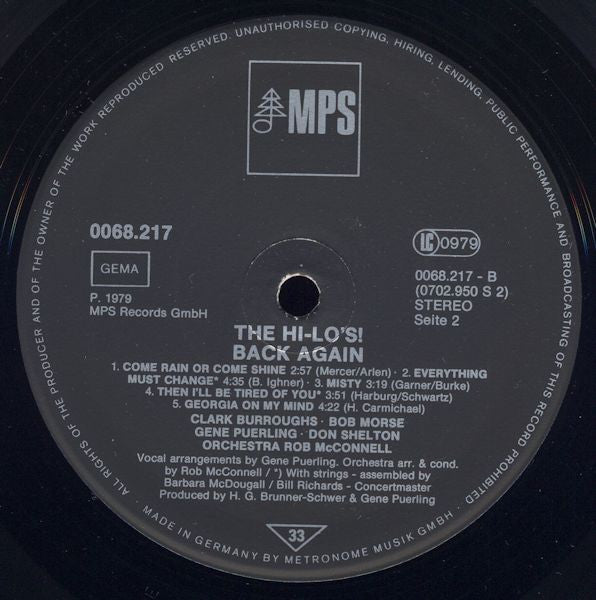 ALL RIGHTS OF THE PRODUCER AND OF THE OWNER OF THE WORK REPRODUCED RESERVED. UNAUTHORISED COPYING, HIRING, LENDING, PUBLIC PERFORMANCE AND BROADCASTING OF THIS RECORD PROHIBITED.
MPS
0068.217
GEMA
P. 1979
MPS Records GmbH
LC 0979
0068.217 - B
(0702.950 S 2)
STEREO
Seite 2
THE HI-LO'S!
BACK AGAIN
1. COME RAIN OR COME SHINE 2:57 (Mercer/Arlen) · 2. EVERYTHING
MUST CHANGE* 4:35 (B. Ighner) · 3. MISTY 3:19 (Garner/Burke)
4. THEN I'LL BE TIRED OF YOU* 3:51 (Harburg/Schwartz)
5. GEORGIA ON MY MIND 4:22 (H. Carmichael)
CLARK BURROUGHS · BOB MORSE
GENE PUERLING · DON SHELTON
ORCHESTRA ROB McCONNELL
Vocal arrangements by Gene Puerling. Orchestra arr. & cond.
by Rob McConnell / *) With strings - assembled by
Barbara McDougall / Bill Richards - Concertmaster
Produced by H. G. Brunner-Schwer & Gene Puerling
33
MADE IN GERMANY BY METRONOME MUSIK GMBH ·